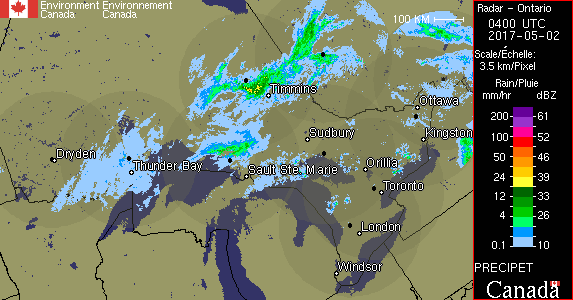 Environment Environnement
Canada Canada
100 KM
Timmins
Ottawa
Sudbury
Kingston
Dryden
Thunder Bay
Sault Ste. Marie
Orillia
Toronto
London
Windsor
Radar - Ontario
0400 UTC
2017-05-02
Scale/Échelle:
3.5 km/Pixel
Rain/Pluie
mm/hr dBZ
200 61
100 52
50 46
24 39
12 33
4 26
0.1 10
PRECIPET
Canada